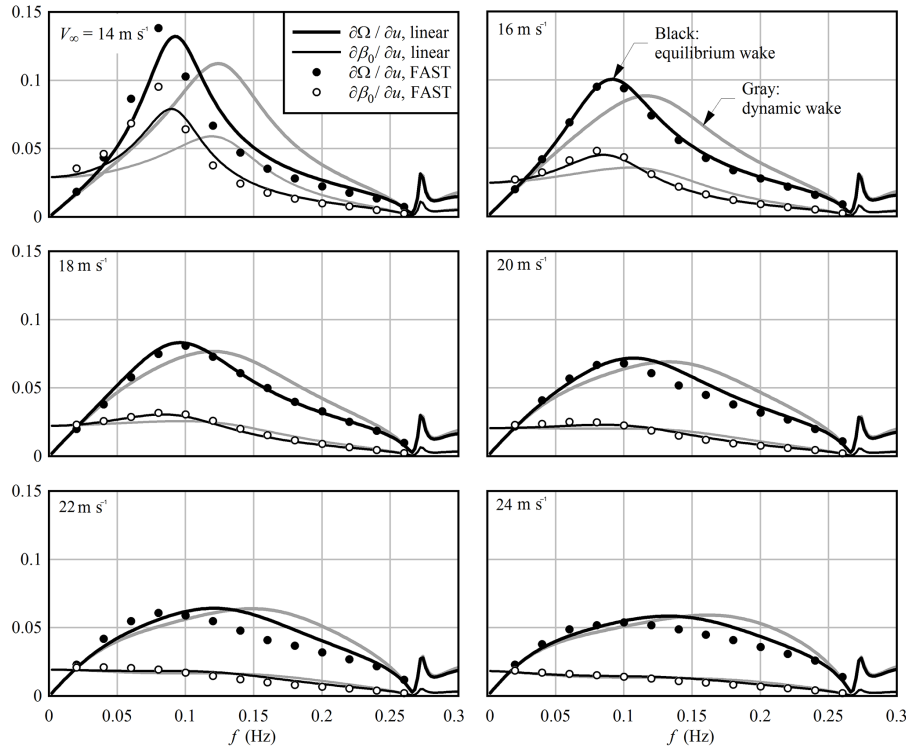 0.15
V∞ = 14 m s⁻¹
∂Ω / ∂u, linear
∂β₀/ ∂u, linear
∂Ω / ∂u, FAST
∂β₀/ ∂u, FAST
0.1
0.05
0
16 m s⁻¹
Black:
equilibrium wake
Gray:
dynamic wake
0.15
18 m s⁻¹
0.1
0.05
0
20 m s⁻¹
0.15
22 m s⁻¹
0.1
0.05
0
24 m s⁻¹
0 0.05 0.1 0.15 0.2 0.25 0.3
f (Hz)
0 0.05 0.1 0.15 0.2 0.25 0.3
f (Hz)